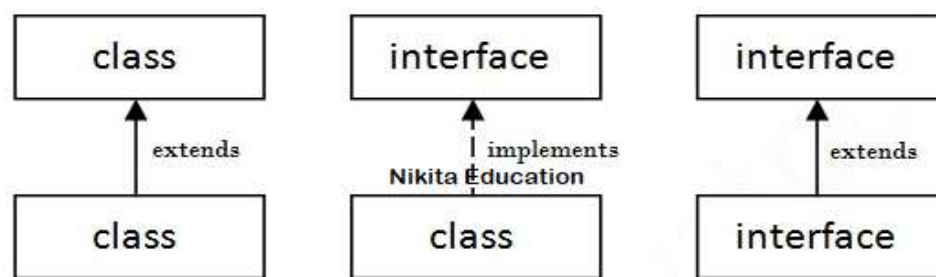 class interface interface
extends implements extends
Nikita Education
class class interface